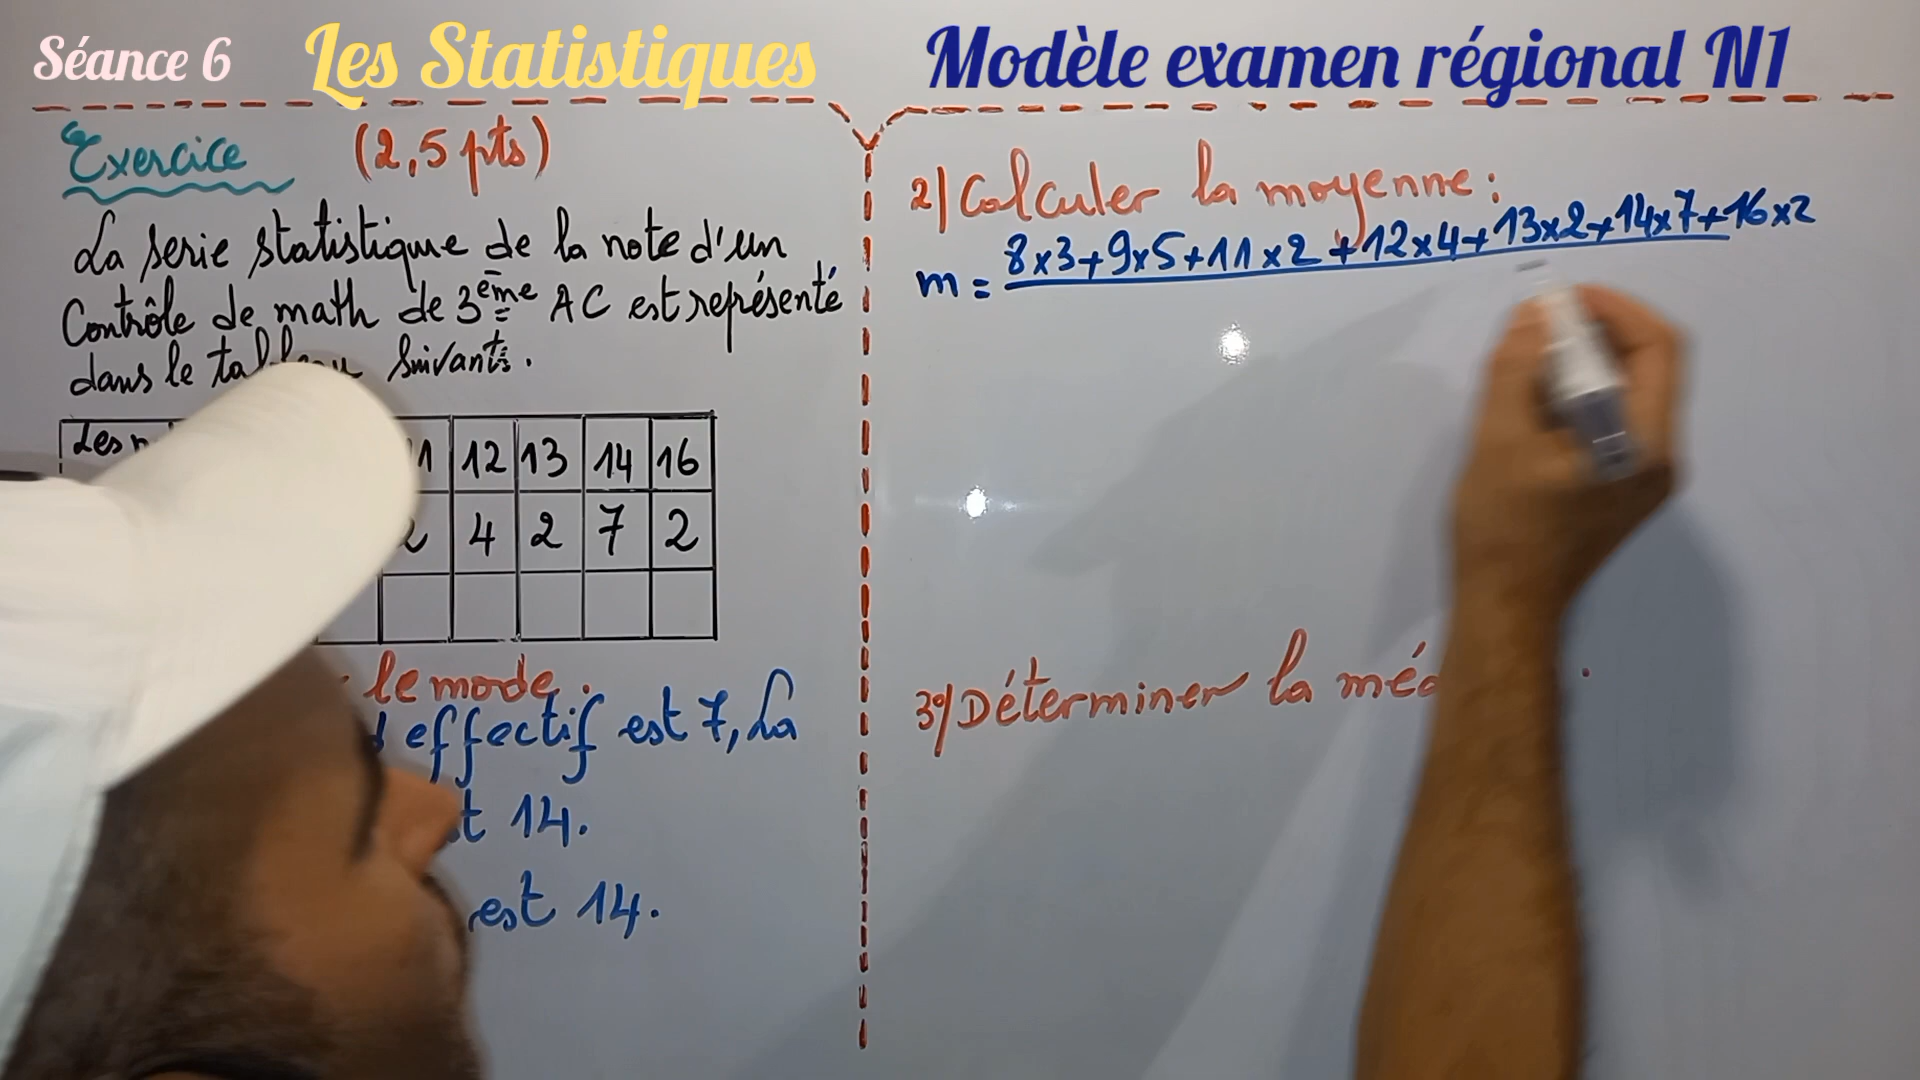 Séance 6 Les Statistiques Modèle examen régional N1
Exercice (2,5 pts)
La serie statistique de la note d'un
Contrôle de math de 3ème AC est représenté
dans le suivants.
Les 12 13 14 16
4 2 7 2
le mode.
effectif est 7, La
14.
est 14.
2) Calculer la moyenne :
m = 8x3+9x5+11x2+12x4+13x2+14x7+16x2
3°) Déterminer la